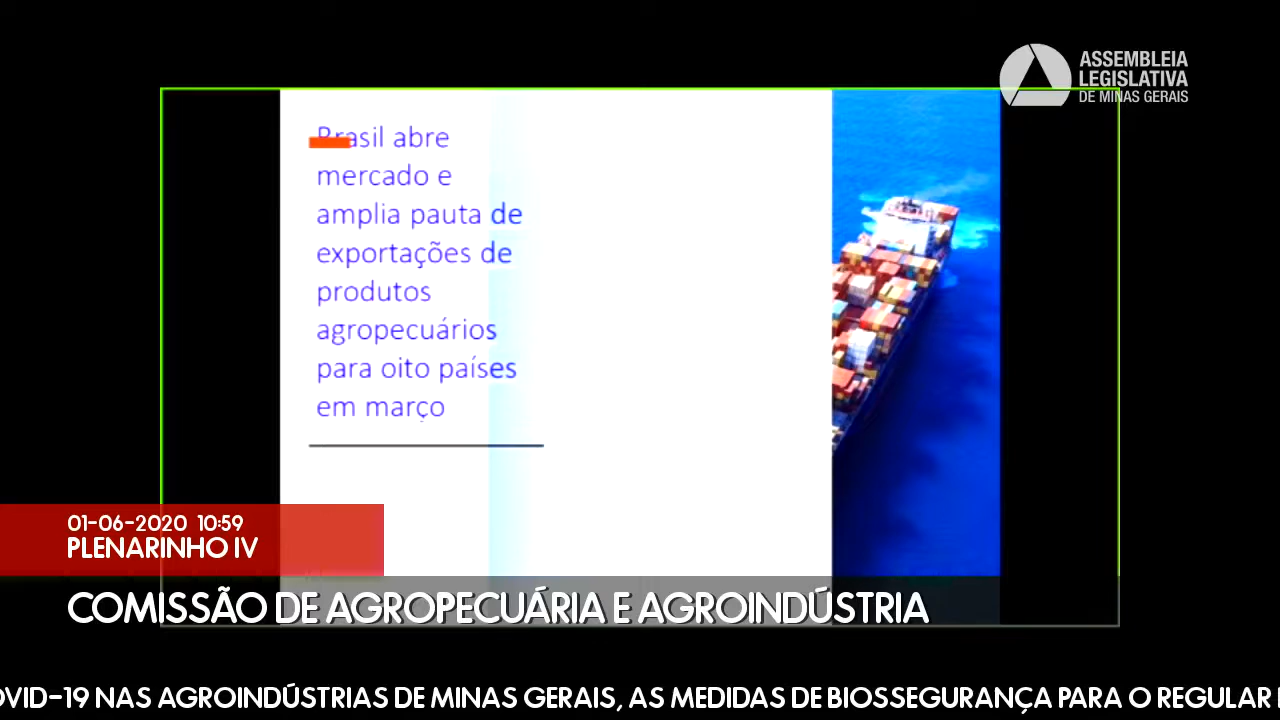 ASSEMBLEIA
LEGISLATIVA
DE MINAS GERAIS
Brasil abre
mercado e
amplia pauta de
exportações de
produtos
agropecuários
para oito países
em março
01-06-2020 10:59
PLENARINHO IV
COMISSÃO DE AGROPECUÁRIA E AGROINDÚSTRIA
OVID-19 NAS AGROINDÚSTRIAS DE MINAS GERAIS, AS MEDIDAS DE BIOSSEGURANÇA PARA O REGULAR